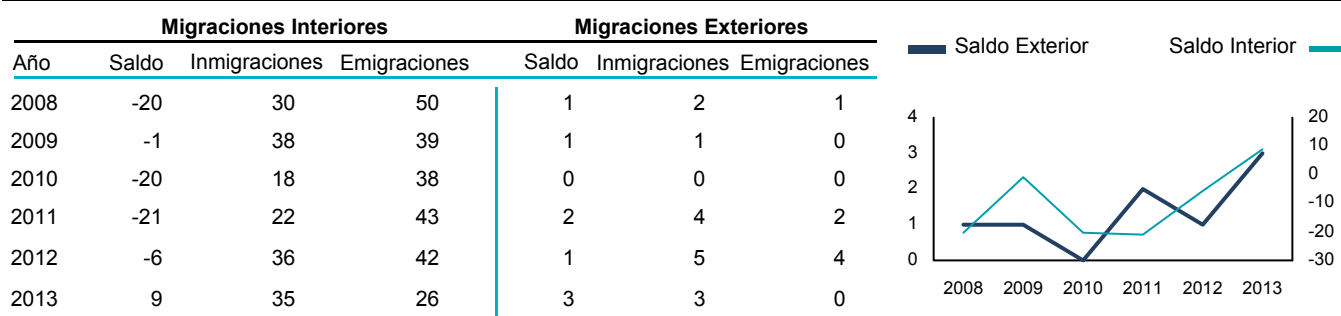 Migraciones Interiores Migraciones Exteriores
Año Saldo Inmigraciones Emigraciones Saldo Inmigraciones Emigraciones
2008 -20 30 50 1 2 1
2009 -1 38 39 1 1 0
2010 -20 18 38 0 0 0
2011 -21 22 43 2 4 2
2012 -6 36 42 1 5 4
2013 9 35 26 3 3 0
Saldo Exterior Saldo Interior
4 20
3 10
2 0
1 -10
0 -20
-30
2008 2009 2010 2011 2012 2013